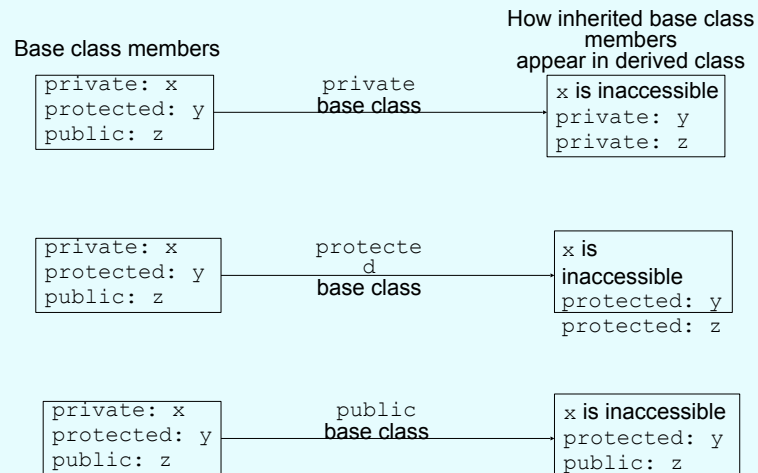 Base class members
How inherited base class
members
appear in derived class
private: x
protected: y
public: z
private
base class
x is inaccessible
private: y
private: z
private: x
protected: y
public: z
protecte
d
base class
x is
inaccessible
protected: y
protected: z
private: x
protected: y
public: z
public
base class
x is inaccessible
protected: y
public: z